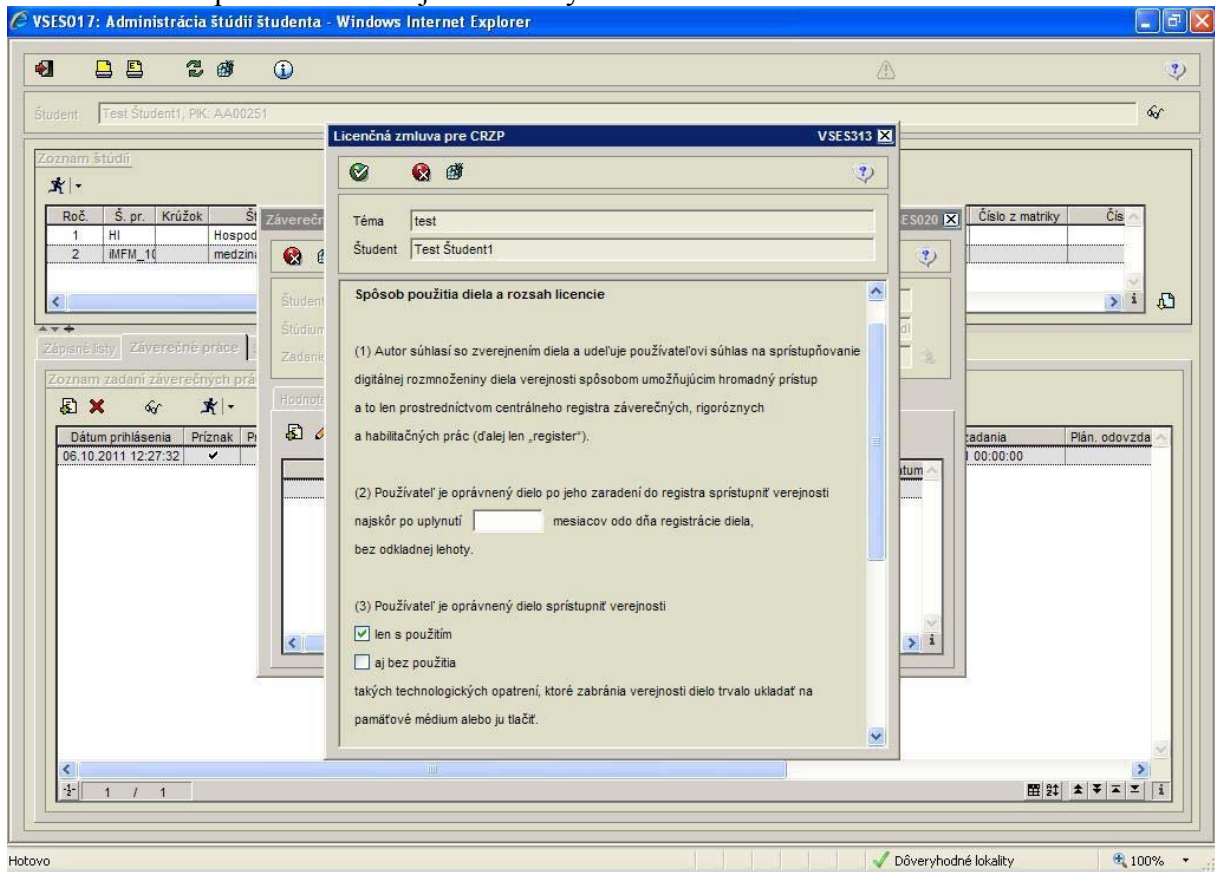 VSES017: Administrácia štúdií študenta - Windows Internet Explorer
Študent Test Študent1, PIK: AA00251
Zoznam štúdií
Roč. Š. pr. Krúžok
1 HI Hospod
2 iMFM_10 medziná
Číslo z matriky
Zápisné listy Záverečné práce
Zoznam zadaní záverečných prá
Dátum prihlásenia Príznak
06.10.2011 12:27:32
Záverečn
ES020
Študent
Štúdium
Zadanie
Hodnote
zadania Plán. odovzda
00:00:00
atum
Licenčná zmluva pre CRZP VSES313
Téma test
Študent Test Študent1
Spôsob použitia diela a rozsah licencie
(1) Autor súhlasí so zverejnením diela a udeľuje používateľovi súhlas na sprístupňovanie
digitálnej rozmnoženiny diela verejnosti spôsobom umožňujúcim hromadný prístup
a to len prostredníctvom centrálneho registra záverečných, rigoróznych
a habilitačných prác (ďalej len „register“).
(2) Používateľ je oprávnený dielo po jeho zaradení do registra sprístupniť verejnosti
najskôr po uplynutí mesiacov odo dňa registrácie diela,
bez odkladnej lehoty.
(3) Používateľ je oprávnený dielo sprístupniť verejnosti
len s použitím
aj bez použitia
takých technologických opatrení, ktoré zabránia verejnosti dielo trvalo ukladať na
pamäťové médium alebo ju tlačiť.
1 / 1
Hotovo
Dôveryhodné lokality
100%